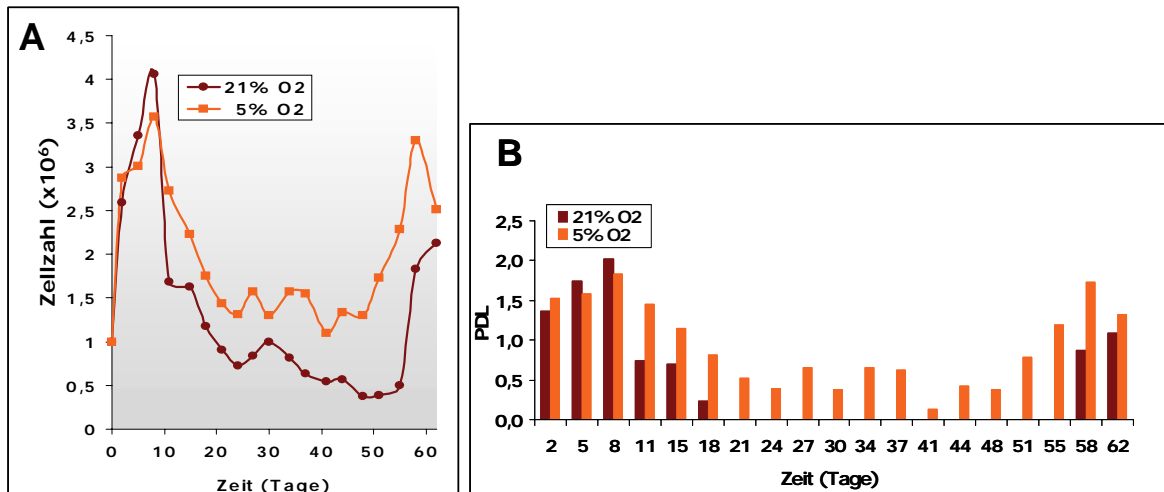 A
4,5
4
3,5
3
2,5
2
1,5
1
0,5
0
Zellzahl (x10⁶)
21% O2
5% O2
0 10 20 30 40 50 60
Zeit (Tage)
B
2,5
2,0
1,5
1,0
0,5
0,0
PDL
21% O2
5% O2
2 5 8 11 15 18 21 24 27 30 34 37 41 44 48 51 55 58 62
Zeit (Tage)